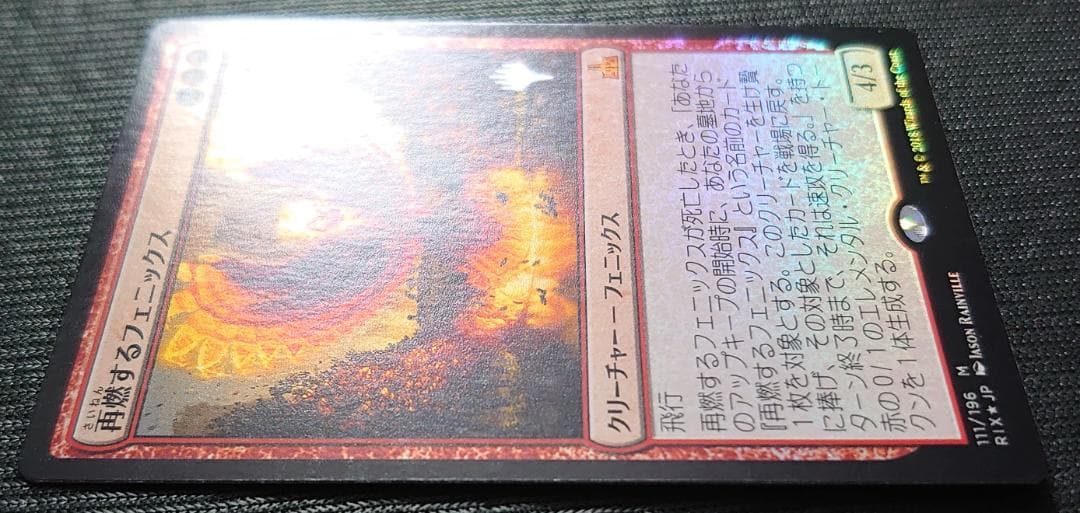 さいねん
再燃するフェニックス
クリーチャー ― フェニックス
飛行
再燃するフェニックスが死亡したとき、「あなた
のアップキープの開始時に、あなたの墓地から
『再燃するフェニックス』という名前のカード
1枚を対象とする。このクリーチャーを生け贄
に捧げ、その対象としたカードを戦場に戻す。
ターン終了時まで、それは速攻を得る。」を持つ
赤の0/1のエレメンタル・クリーチャー・トー
クンを1体生成する。
4/3
111/196 M
RIX★JP JASON RAINVILLE
TM & © 2018 Wizards of the Coast